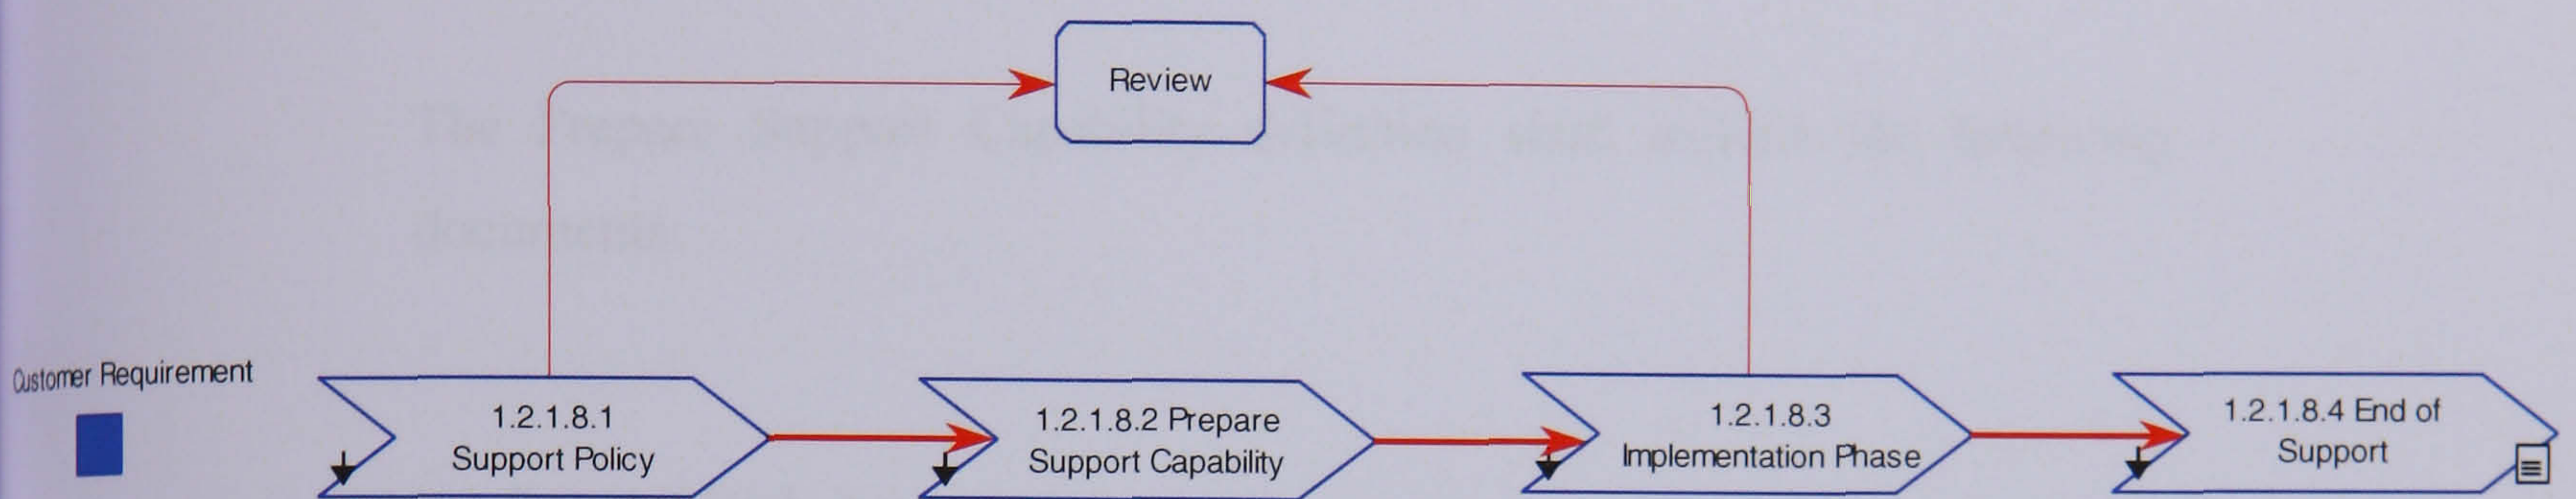 Review
Customer Requirement
1.2.1.8.1
Support Policy
1.2.1.8.2 Prepare
Support Capability
1.2.1.8.3
Implementation Phase
1.2.1.8.4 End of
Support